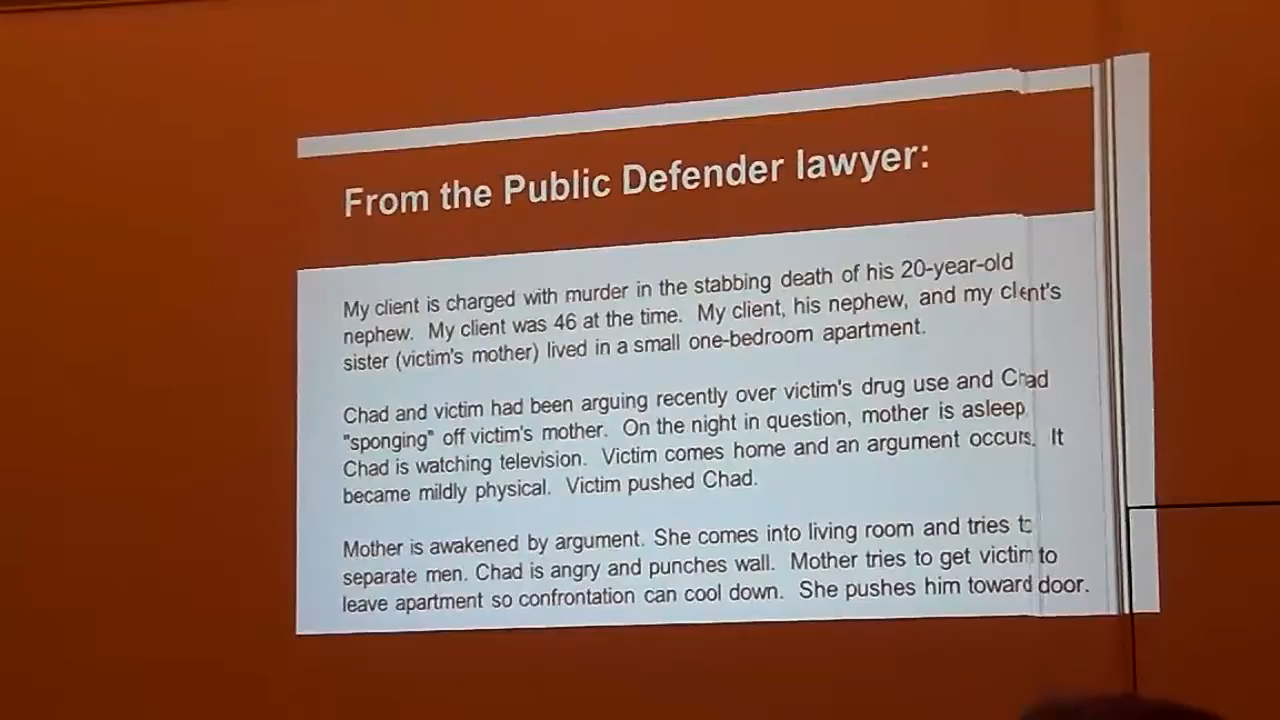 From the Public Defender lawyer:
My client is charged with murder in the stabbing death of his 20-year-old
nephew. My client was 46 at the time. My client, his nephew, and my client's
sister (victim's mother) lived in a small one-bedroom apartment.
Chad and victim had been arguing recently over victim's drug use and Chad
"sponging" off victim's mother. On the night in question, mother is asleep
Chad is watching television. Victim comes home and an argument occurs. It
became mildly physical. Victim pushed Chad.
Mother is awakened by argument. She comes into living room and tries to
separate men. Chad is angry and punches wall. Mother tries to get victim to
leave apartment so confrontation can cool down. She pushes him toward door.